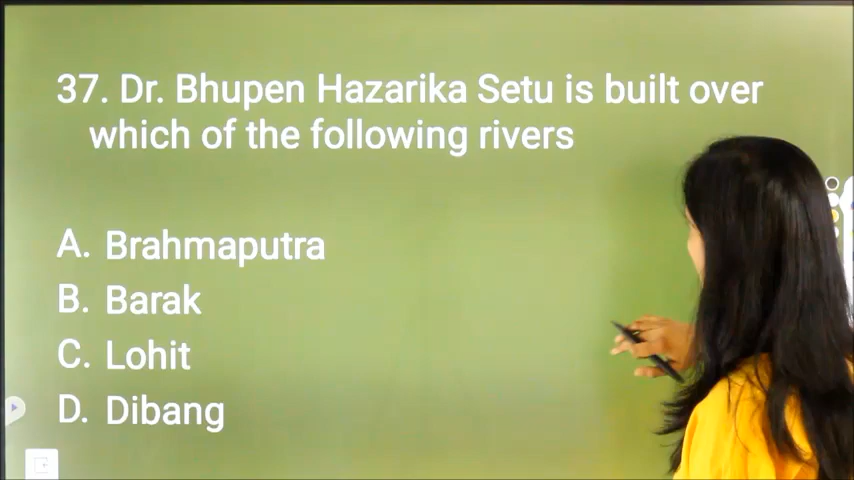 37. Dr. Bhupen Hazarika Setu is built over
which of the following rivers
A. Brahmaputra
B. Barak
C. Lohit
D. Dibang